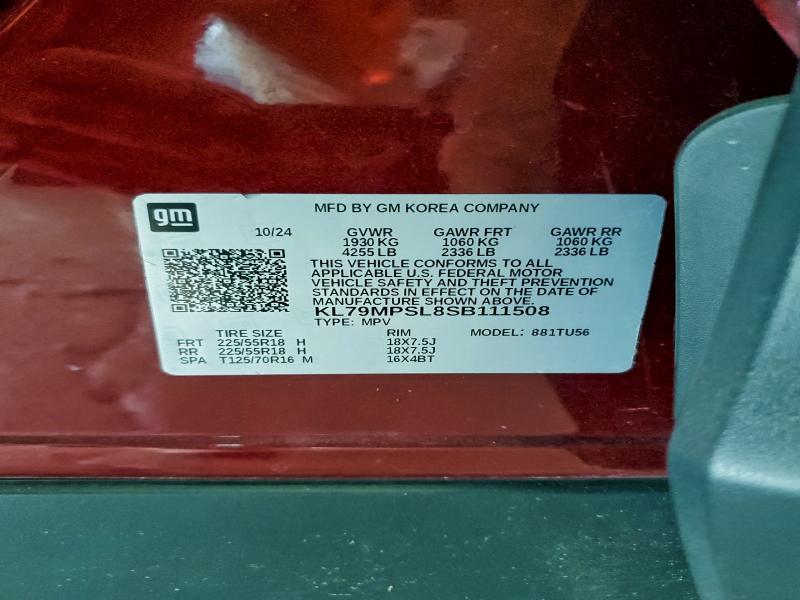 gm
MFD BY GM KOREA COMPANY
10/24 GVWR GAWR FRT GAWR RR
1930 KG 1060 KG 1060 KG
4255 LB 2336 LB 2336 LB
THIS VEHICLE CONFORMS TO ALL
APPLICABLE U.S. FEDERAL MOTOR
VEHICLE SAFETY AND THEFT PREVENTION
STANDARDS IN EFFECT ON THE DATE OF
MANUFACTURE SHOWN ABOVE.
KL79MPSL8SB111508
TYPE: MPV
TIRE SIZE RIM MODEL: 881TU56
FRT 225/55R18 H 18X7.5J
RR 225/55R18 H 18X7.5J
SPA T125/70R16 M 16X4BT